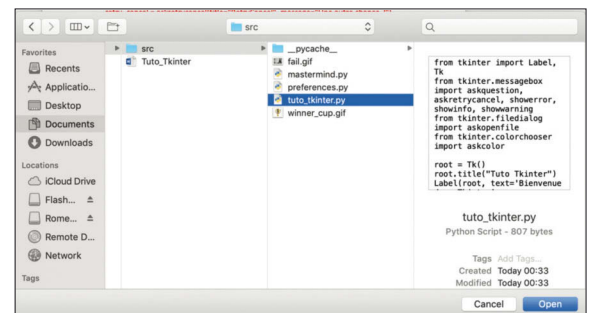 src
Favorites
Recents
Applicatio...
Desktop
Documents
Downloads
Locations
iCloud Drive
Flash...
Rome...
Remote D...
Network
Tags
src
Tuto_Tkinter
__pycache__
fail.gif
mastermind.py
preferences.py
tuto_tkinter.py
winner_cup.gif
from tkinter import Label,
Tk
from tkinter.messagebox
import askquestion,
askretrycancel, showerror,
showinfo, showwarning
from tkinter.filedialog
import askopenfile
from tkinter.colorchooser
import askcolor
root = Tk()
root.title("Tuto Tkinter")
Label(root, text='Bienvenue
tuto_tkinter.py
Python Script - 807 bytes
Tags Add Tags...
Created Today 00:33
Modified Today 00:33
Cancel
Open